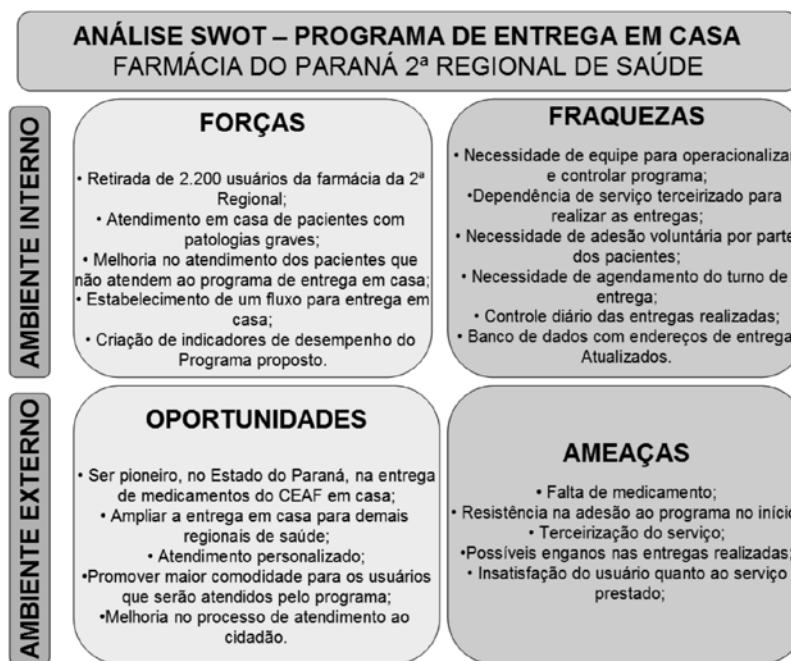 ANÁLISE SWOT – PROGRAMA DE ENTREGA EM CASA
FARMÁCIA DO PARANÁ 2ª REGIONAL DE SAÚDE
AMBIENTE INTERNO
FORÇAS
• Retirada de 2.200 usuários da farmácia da 2ª
Regional;
• Atendimento em casa de pacientes com
patologias graves;
• Melhoria no atendimento dos pacientes que
não atendem ao programa de entrega em casa;
• Estabelecimento de um fluxo para entrega em
casa;
• Criação de indicadores de desempenho do
Programa proposto.
FRAQUEZAS
• Necessidade de equipe para operacionalizar
e controlar programa;
•Dependência de serviço terceirizado para
realizar as entregas;
• Necessidade de adesão voluntária por parte
dos pacientes;
• Necessidade de agendamento do turno de
entrega;
• Controle diário das entregas realizadas;
• Banco de dados com endereços de entrega
Atualizados.
AMBIENTE EXTERNO
OPORTUNIDADES
• Ser pioneiro, no Estado do Paraná, na entrega
de medicamentos do CEAF em casa;
• Ampliar a entrega em casa para demais
regionais de saúde;
• Atendimento personalizado;
•Promover maior comodidade para os usuários
que serão atendidos pelo programa;
•Melhoria no processo de atendimento ao
cidadão.
AMEAÇAS
• Falta de medicamento;
• Resistência na adesão ao programa no início
• Terceirização do serviço;
•Possíveis enganos nas entregas realizadas;
• Insatisfação do usuário quanto ao serviço
prestado;